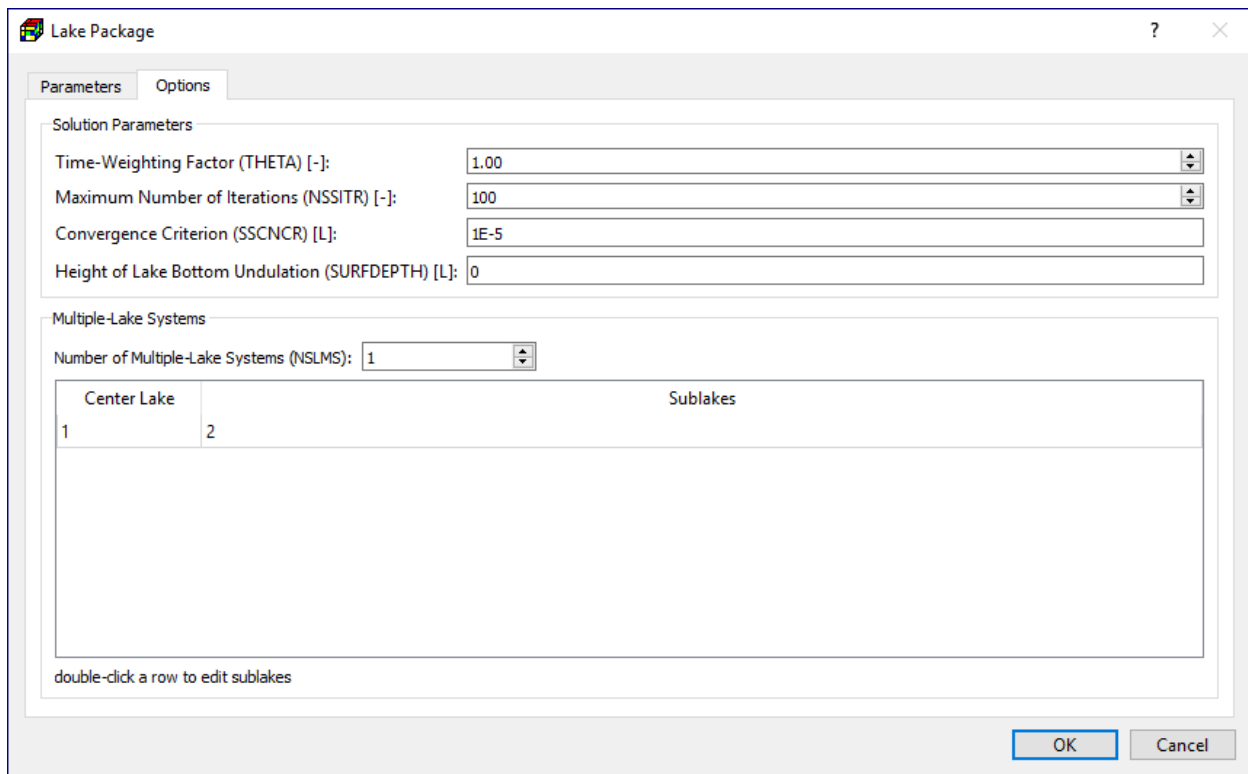 Lake Package ?
Parameters Options
Solution Parameters
Time-Weighting Factor (THETA) [-]: 1.00
Maximum Number of Iterations (NSSITR) [-]: 100
Convergence Criterion (SSCNCR) [L]: 1E-5
Height of Lake Bottom Undulation (SURFDEPTH) [L]: 0
Multiple-Lake Systems
Number of Multiple-Lake Systems (NSLMS): 1
Center Lake Sublakes
1 2
double-click a row to edit sublakes
OK Cancel